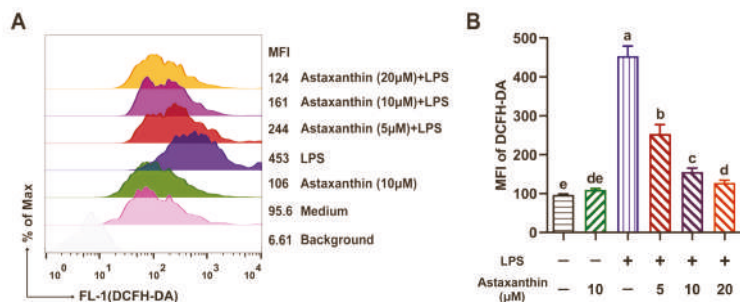 A
MFI
124 Astaxanthin (20μM)+LPS
161 Astaxanthin (10μM)+LPS
244 Astaxanthin (5μM)+LPS
453 LPS
106 Astaxanthin (10μM)
95.6 Medium
6.61 Background
% of Max
10⁰ 10¹ 10² 10³ 10⁴
FL-1(DCFH-DA)
B
MFI of DCFH-DA
500
400
300
200
100
0
e de a b c d
LPS – – + + + +
Astaxanthin (μM) – 10 – 5 10 20